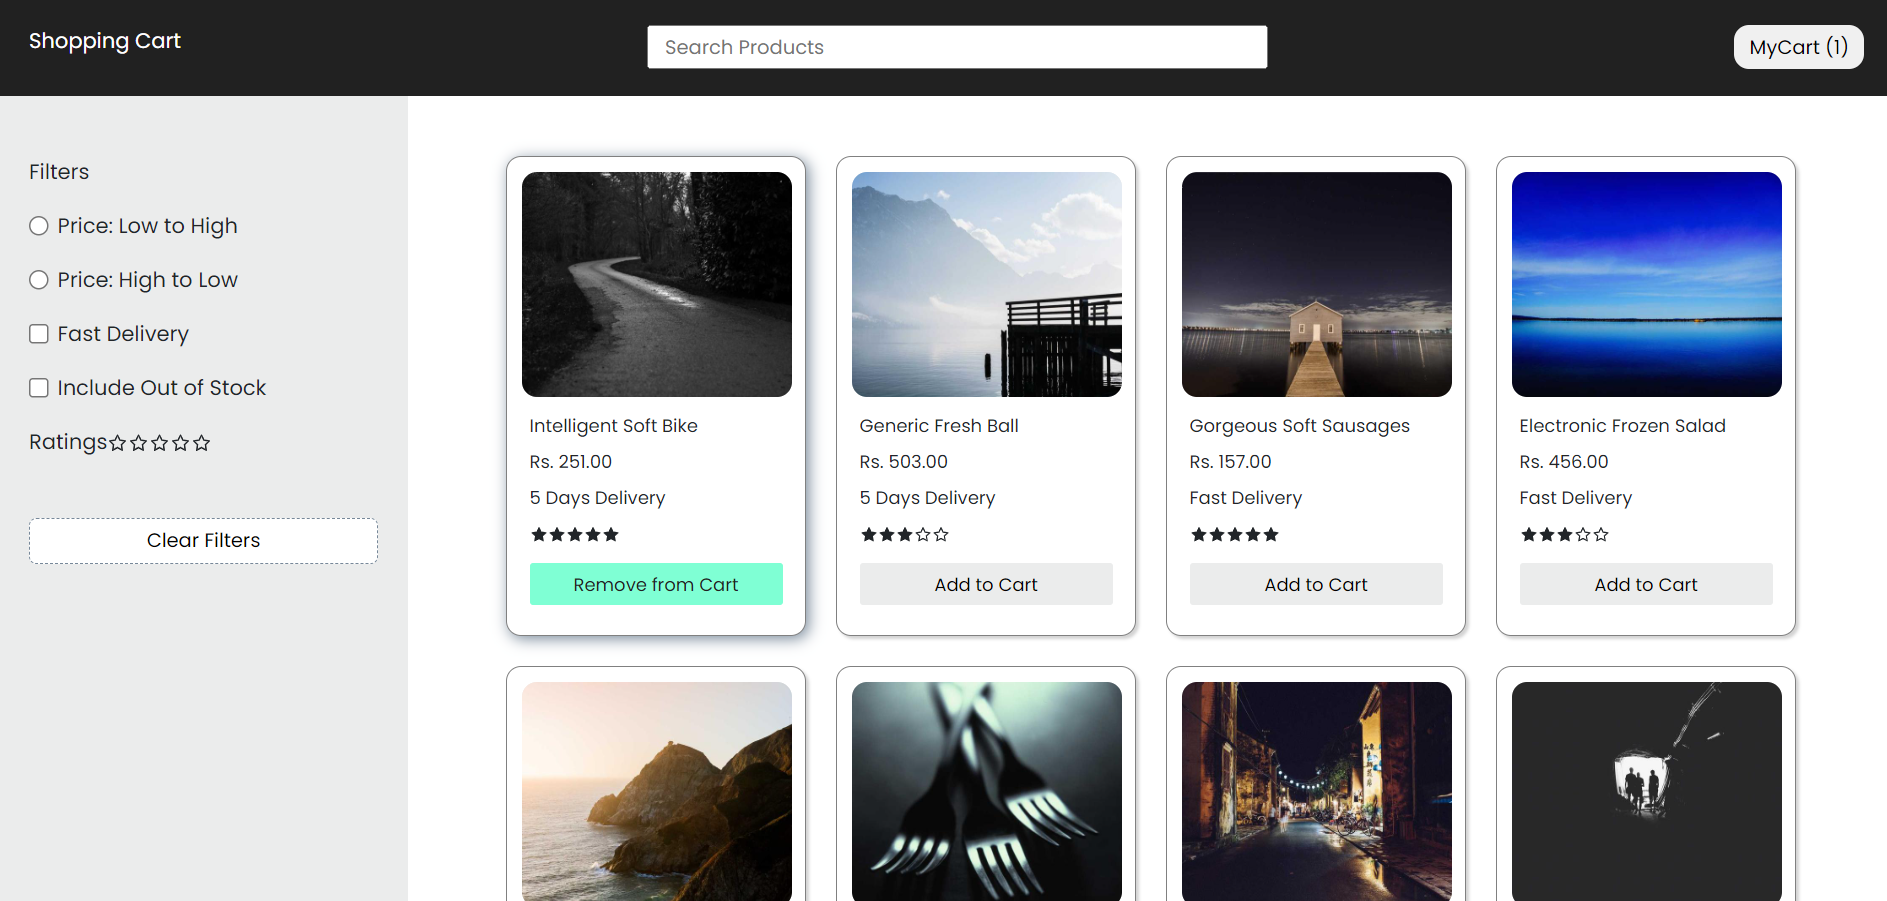 Shopping Cart
Search Products
MyCart (1)
Filters
Price: Low to High
Price: High to Low
Fast Delivery
Include Out of Stock
Ratings
Clear Filters
Intelligent Soft Bike
Rs. 251.00
5 Days Delivery
Remove from Cart
Generic Fresh Ball
Rs. 503.00
5 Days Delivery
Add to Cart
Gorgeous Soft Sausages
Rs. 157.00
Fast Delivery
Add to Cart
Electronic Frozen Salad
Rs. 456.00
Fast Delivery
Add to Cart